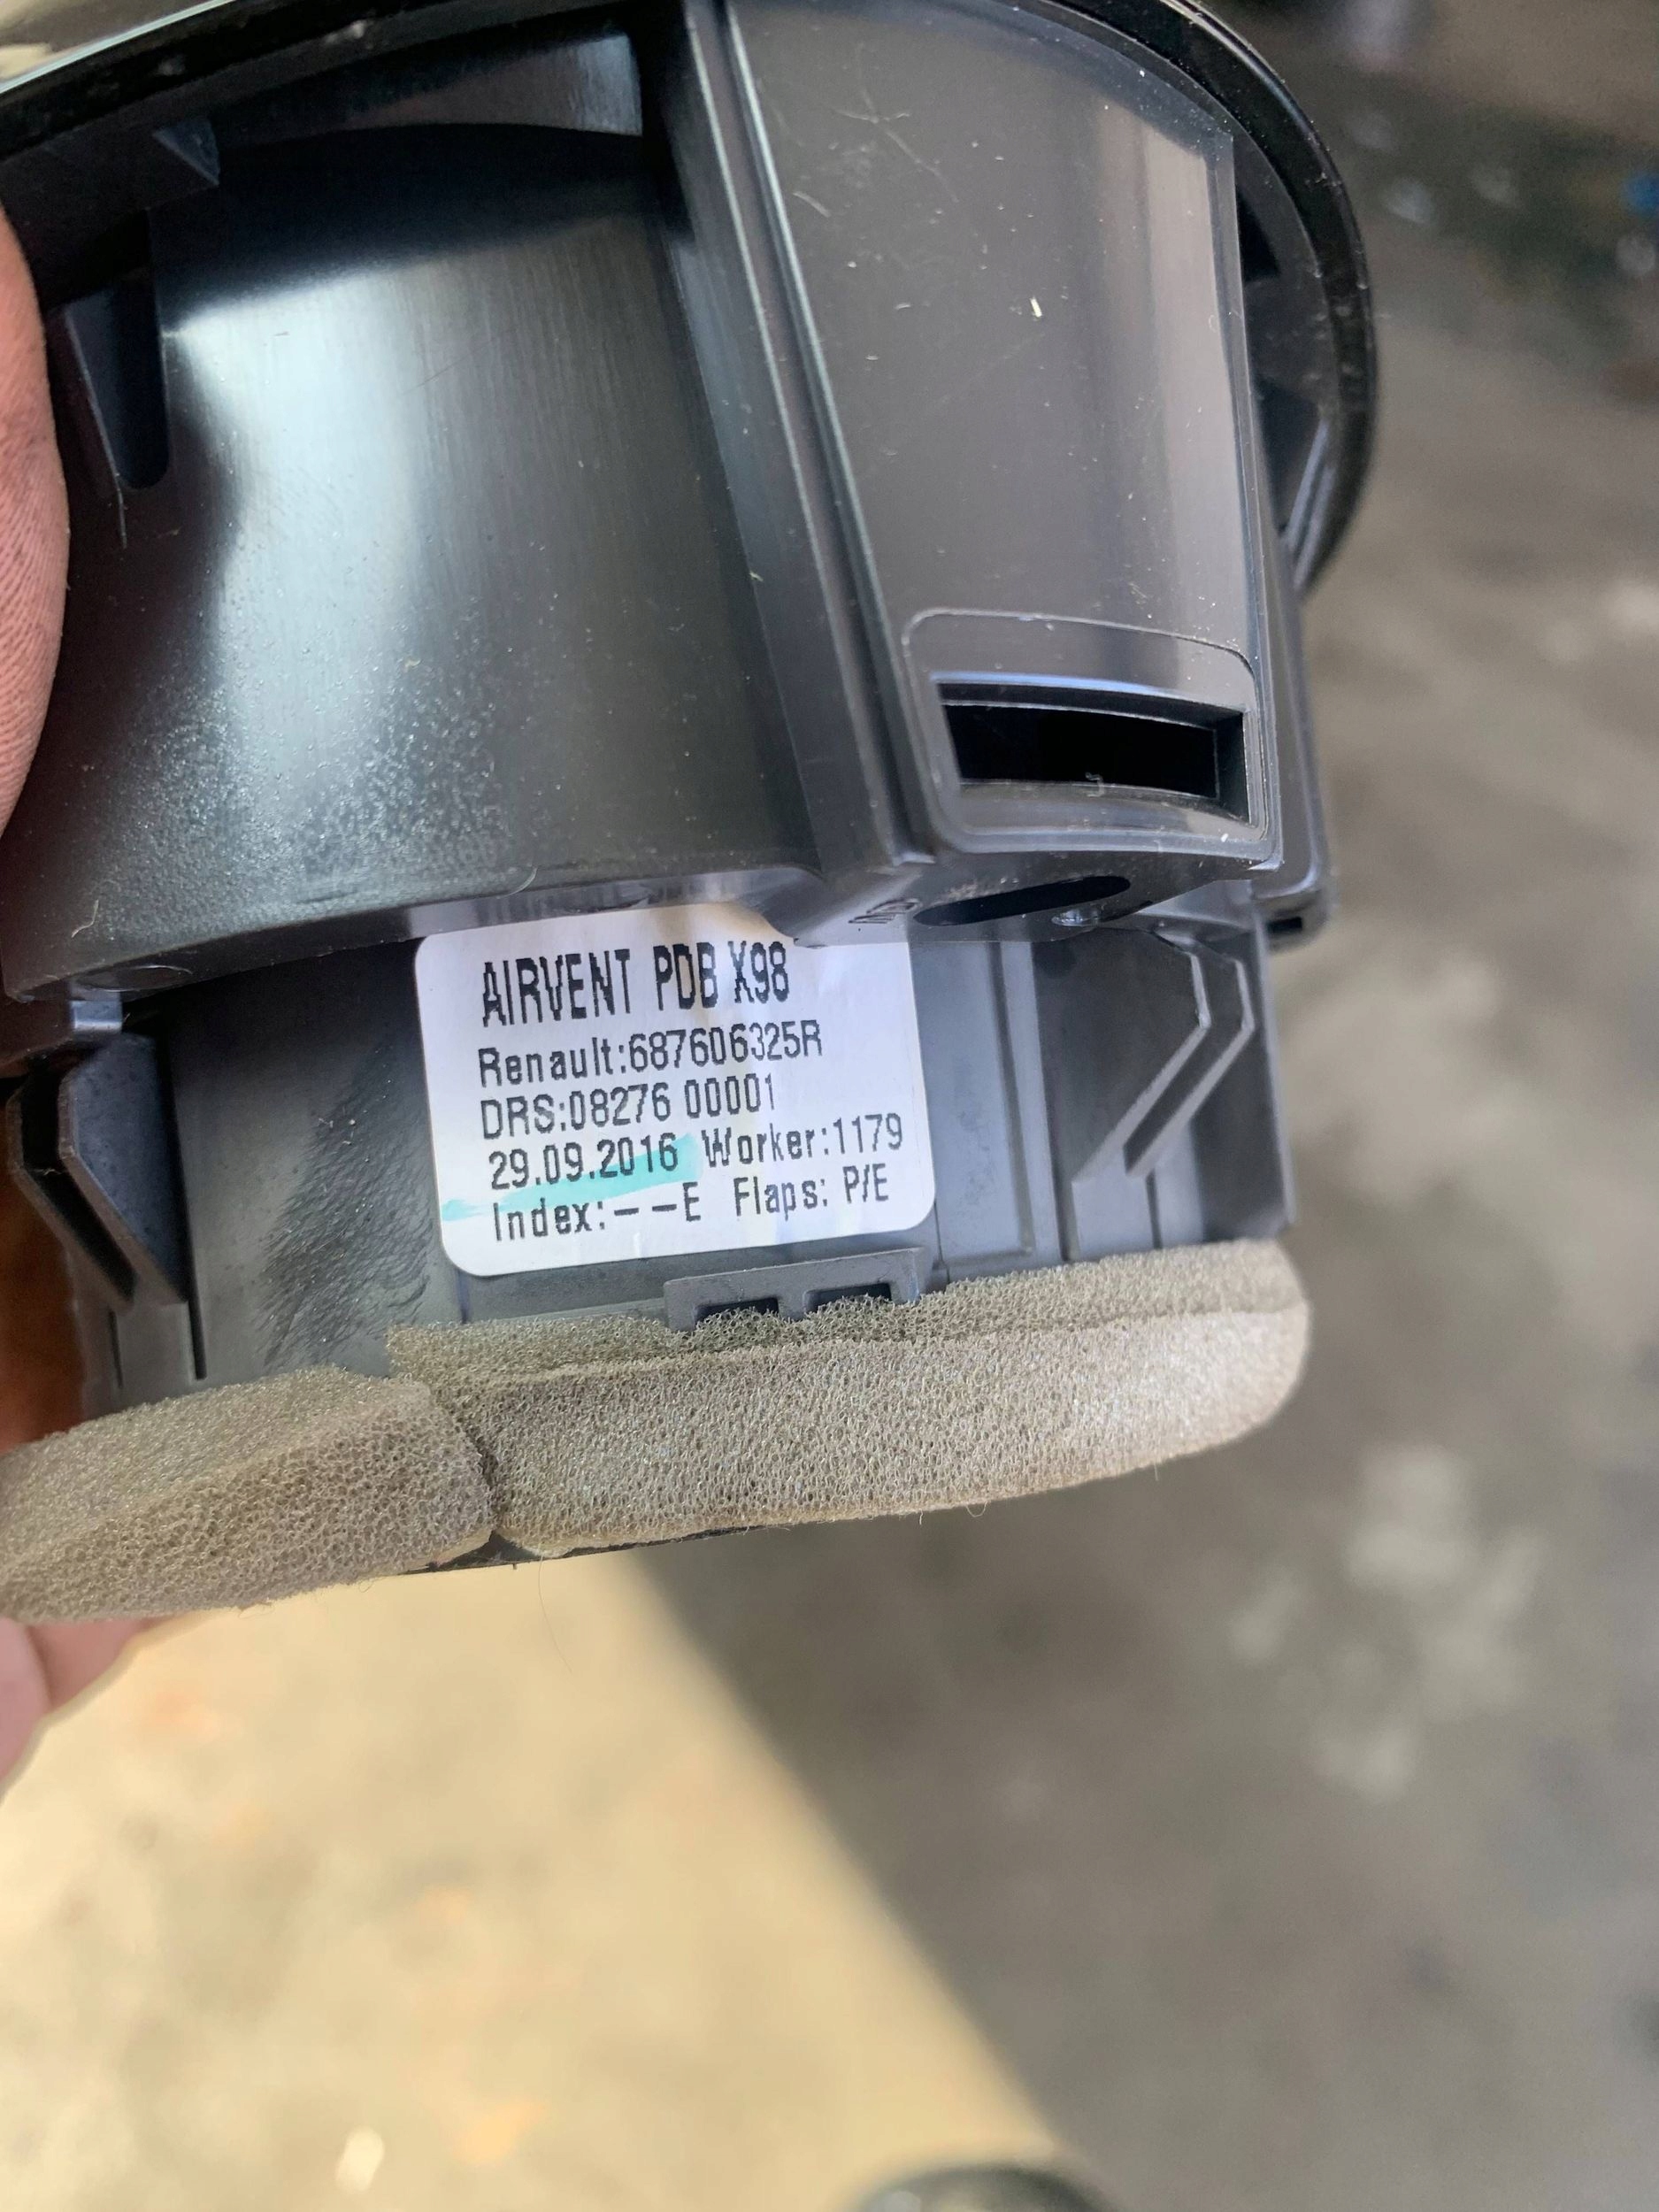 AIRVENT PDB X98
Renault:687606325R
DRS:08276 00001
29.09.2016 Worker:1179
Index:--E Flaps: P/E